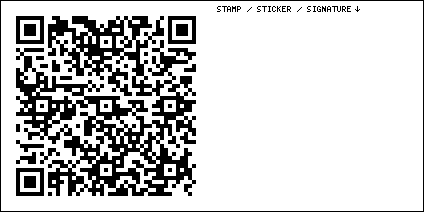 STAMP / STICKER / SIGNATURE ↓